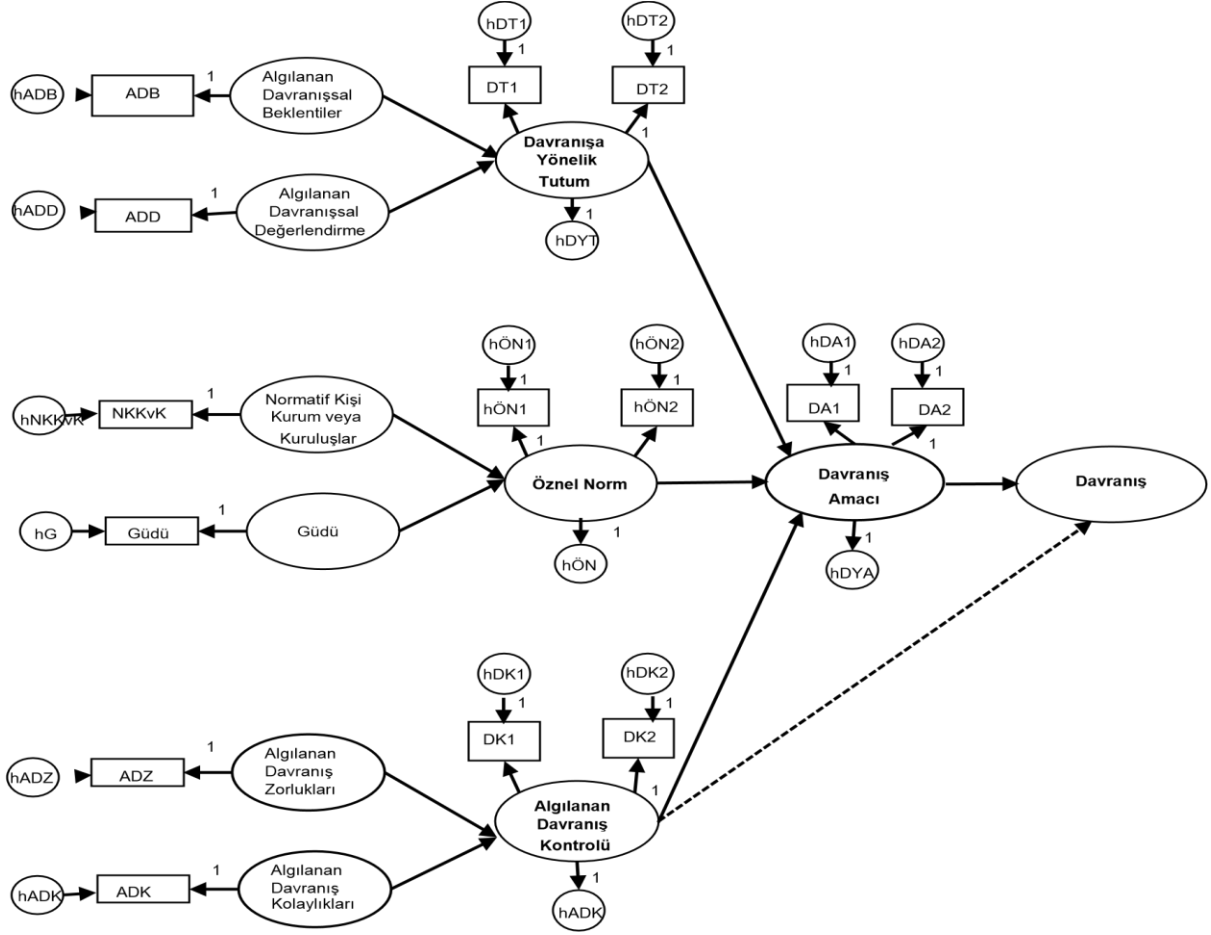 hDT1
1
hDT2
1
hADB
ADB
1
Algılanan
Davranışsal
Beklentiler
DT1
DT2
1
Davranışa
Yönelik
Tutum
hADD
ADD
1
Algılanan
Davranışsal
Değerlendirme
1
hDYT
hÖN1
1
hÖN2
1
hDA1
1
hDA2
1
hNKKvK
NKKvK
1
Normatif Kişi
Kurum veya
Kuruluşlar
hÖN1
hÖN2
1
DA1
DA2
1
Öznel Norm
Davranış
Amacı
Davranış
hG
Güdü
1
Güdü
1
hÖN
1
hDYA
hDK1
1
hDK2
1
hADZ
ADZ
1
Algılanan
Davranış
Zorlukları
DK1
DK2
1
Algılanan
Davranış
Kontrolü
hADK
ADK
1
Algılanan
Davranış
Kolaylıkları
1
hADK